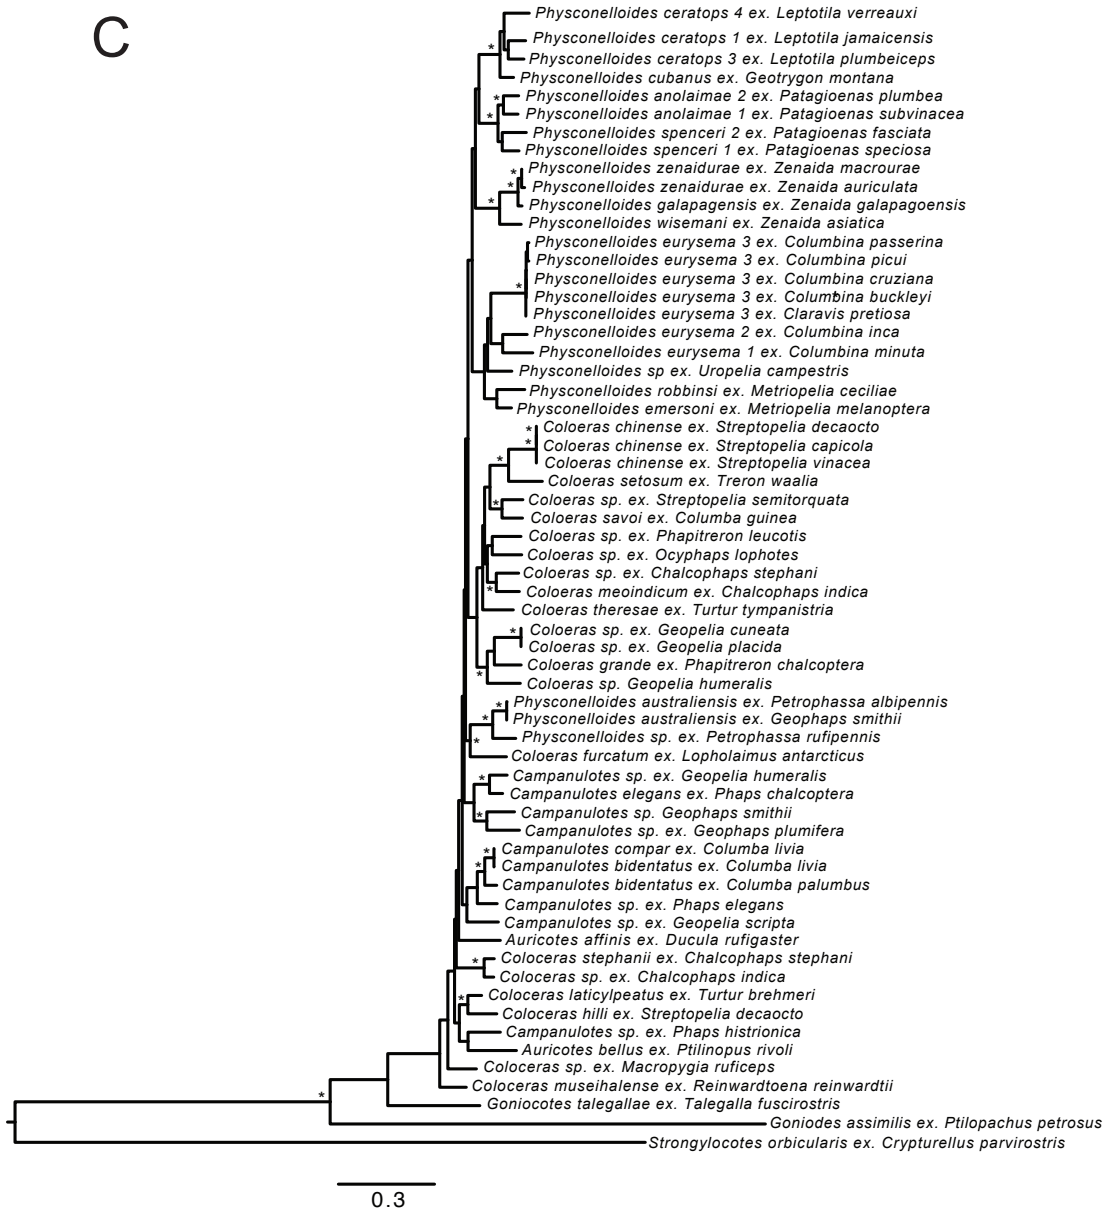 C
Physconelloides ceratops 4 ex. Leptotila verreauxi
Physconelloides ceratops 1 ex. Leptotila jamaicensis
Physconelloides ceratops 3 ex. Leptotila plumbeiceps
Physconelloides cubanus ex. Geotrygon montana
Physconelloides anolaimae 2 ex. Patagioenas plumbea
Physconelloides anolaimae 1 ex. Patagioenas subvinacea
Physconelloides spenceri 2 ex. Patagioenas fasciata
Physconelloides spenceri 1 ex. Patagioenas speciosa
Physconelloides zenaidurae ex. Zenaida macrourae
Physconelloides zenaidurae ex. Zenaida auriculata
Physconelloides galapagensis ex. Zenaida galapagoensis
Physconelloides wisemani ex. Zenaida asiatica
Physconelloides eurysema 3 ex. Columbina passerina
Physconelloides eurysema 3 ex. Columbina picui
Physconelloides eurysema 3 ex. Columbina cruziana
Physconelloides eurysema 3 ex. Columbina buckleyi
Physconelloides eurysema 3 ex. Claravis pretiosa
Physconelloides eurysema 2 ex. Columbina inca
Physconelloides eurysema 1 ex. Columbina minuta
Physconelloides sp ex. Uropelia campestris
Physconelloides robbinsi ex. Metriopelia ceciliae
Physconelloides emersoni ex. Metriopelia melanoptera
Coloeras chinense ex. Streptopelia decaocto
Coloeras chinense ex. Streptopelia capicola
Coloeras chinense ex. Streptopelia vinacea
Coloeras setosum ex. Treron waalia
Coloeras sp. ex. Streptopelia semitorquata
Coloeras savoi ex. Columba guinea
Coloeras sp. ex. Phapitreron leucotis
Coloeras sp. ex. Ocyphaps lophotes
Coloeras sp. ex. Chalcophaps stephani
Coloeras meoindicum ex. Chalcophaps indica
Coloeras theresae ex. Turtur tympanistria
Coloeras sp. ex. Geopelia cuneata
Coloeras sp. ex. Geopelia placida
Coloeras grande ex. Phapitreron chalcoptera
Coloeras sp. Geopelia humeralis
Physconelloides australiensis ex. Petrophassa albipennis
Physconelloides australiensis ex. Geophaps smithii
Physconelloides sp. ex. Petrophassa rufipennis
Coloeras furcatum ex. Lopholaimus antarcticus
Campanulotes sp. ex. Geopelia humeralis
Campanulotes elegans ex. Phaps chalcoptera
Campanulotes sp. Geophaps smithii
Campanulotes sp. ex. Geophaps plumifera
Campanulotes compar ex. Columba livia
Campanulotes bidentatus ex. Columba livia
Campanulotes bidentatus ex. Columba palumbus
Campanulotes sp. ex. Phaps elegans
Campanulotes sp. ex. Geopelia scripta
Auricotes affinis ex. Ducula rufigaster
Coloceras stephanii ex. Chalcophaps stephani
Coloceras sp. ex. Chalcophaps indica
Coloceras laticylpeatus ex. Turtur brehmeri
Coloceras hilli ex. Streptopelia decaocto
Campanulotes sp. ex. Phaps histrionica
Auricotes bellus ex. Ptilinopus rivoli
Coloceras sp. ex. Macropygia ruficeps
Coloceras museihalense ex. Reinwardtoena reinwardtii
Goniocotes talegallae ex. Talegalla fuscirostris
Goniodes assimilis ex. Ptilopachus petrosus
Strongylocotes orbicularis ex. Crypturellus parvirostris
0.3